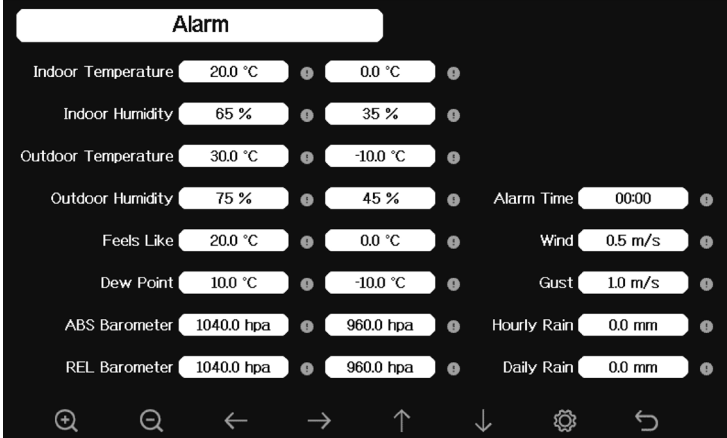 Alarm
Indoor Temperature 20.0 °C 0.0 °C
Indoor Humidity 65 % 35 %
Outdoor Temperature 30.0 °C -10.0 °C
Outdoor Humidity 75 % 45 % Alarm Time 00:00
Feels Like 20.0 °C 0.0 °C Wind 0.5 m/s
Dew Point 10.0 °C -10.0 °C Gust 1.0 m/s
ABS Barometer 1040.0 hpa 960.0 hpa Hourly Rain 0.0 mm
REL Barometer 1040.0 hpa 960.0 hpa Daily Rain 0.0 mm